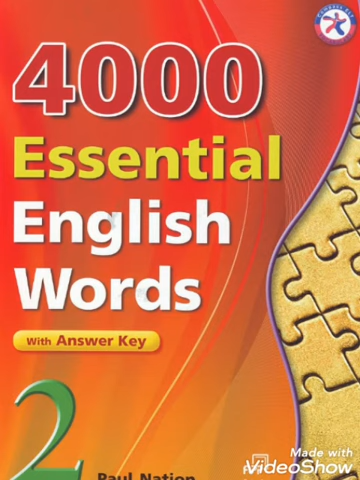 4000
Essential
English
Words
With Answer Key
2
Paul Nation
Made with
VideoShow